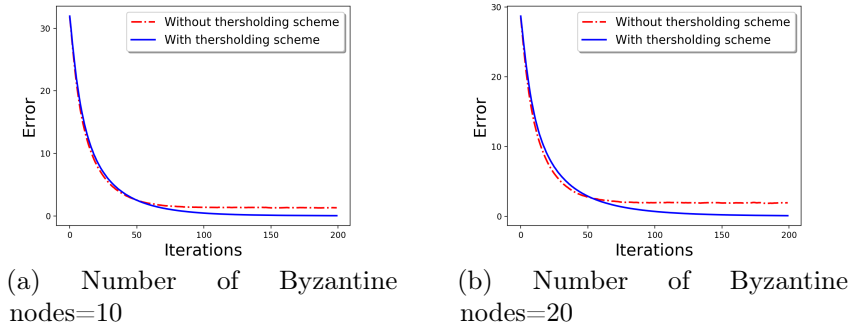 Without thersholding scheme
With thersholding scheme
Error
30
20
10
0
0
50
100
150
200
Iterations
(a) Number of Byzantine
nodes=10
Without thersholding scheme
With thersholding scheme
Error
30
20
10
0
0
50
100
150
200
Iterations
(b) Number of Byzantine
nodes=20